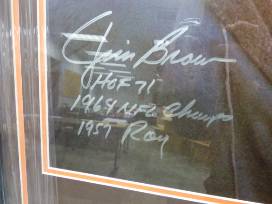 Jim Brown
HOF 71
1964 NFL Champs
1957 Roy